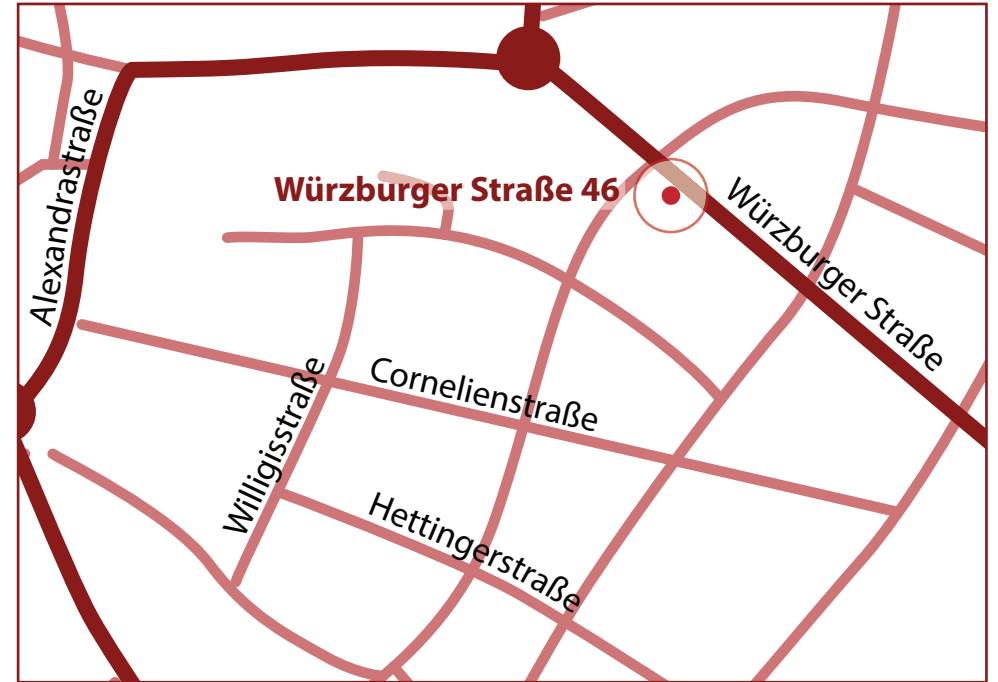 Alexandrastraße
Würzburger Straße 46
Würzburger Straße
Cornelienstraße
Willigisstraße
Hettingerstraße